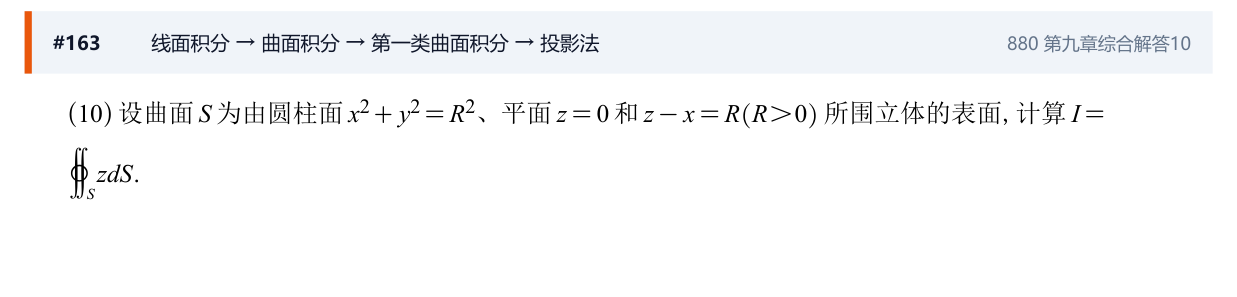 #163 线面积分 → 曲面积分 → 第一类曲面积分 → 投影法 880 第九章综合解答10
(10) 设曲面 S 为由圆柱面 x²+y²=R²、平面 z=0 和 z-x=R(R>0) 所围立体的表面, 计算 I=
∯_S zdS.